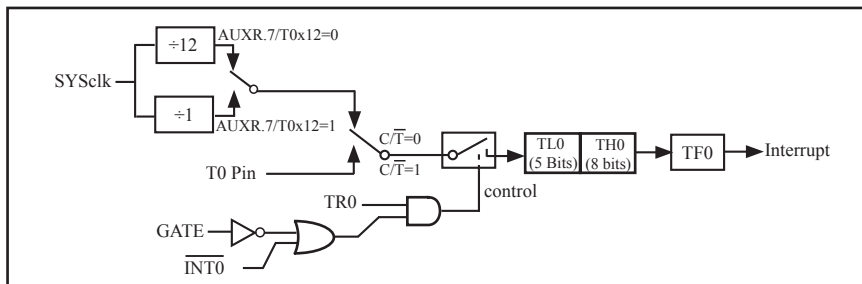 ÷12
AUXR.7/T0x12=0
SYSclk
÷1
AUXR.7/T0x12=1
C/T̅=0
C/T̅=1
T0 Pin
TL0
(5 Bits)
TH0
(8 bits)
TF0
Interrupt
control
TR0
GATE
I̅N̅T̅0̅